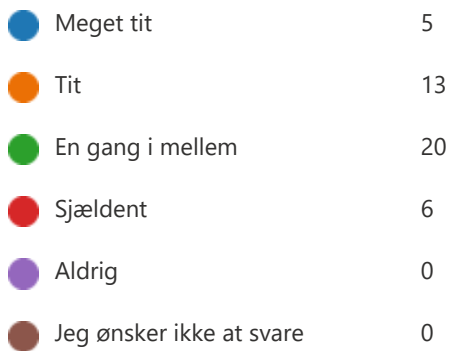 Meget tit 5
Tit 13
En gang i mellem 20
Sjældent 6
Aldrig 0
Jeg ønsker ikke at svare 0